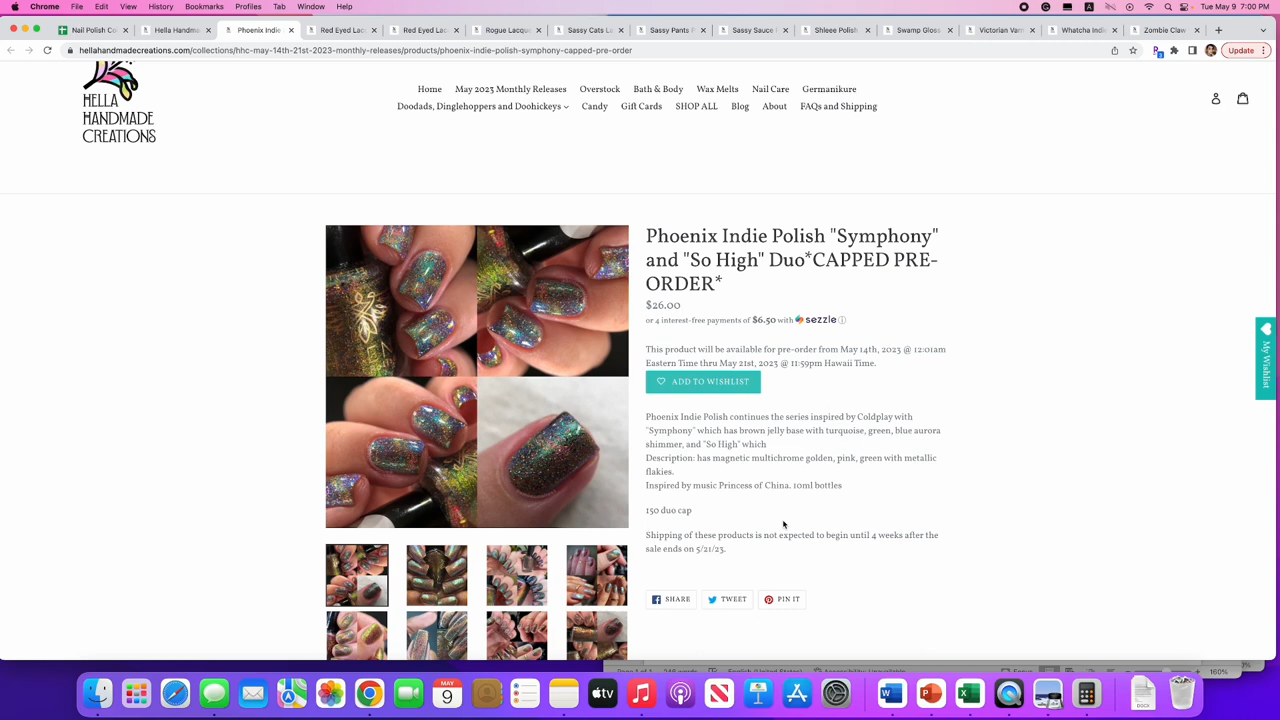 Chrome File Edit View History Bookmarks Profiles Tab Window Help
Tue May 9 7:00 PM
Nail Polish Co
Hella Handmad
Phoenix Indie
Red Eyed Lac
Red Eyed Lac
Rogue Lacque
Sassy Cats La
Sassy Pants P
Sassy Sauce
Shleee Polish
Swamp Gloss
Victorian Varn
Whatcha Indie
Zombie Claw
hellahandmadecreations.com/collections/hhc-may-14th-21st-2023-monthly-releases/products/phoenix-indie-polish-symphony-capped-pre-order
Update
HELLA
HANDMADE
CREATIONS
Home May 2023 Monthly Releases Overstock Bath & Body Wax Melts Nail Care Germanikure
Doodads, Dinglehoppers and Doohickeys Candy Gift Cards SHOP ALL Blog About FAQs and Shipping
Phoenix Indie Polish "Symphony"
and "So High" Duo*CAPPED PRE-
ORDER*
$26.00
or 4 interest-free payments of $6.50 with sezzle
This product will be available for pre-order from May 14th, 2023 @ 12:01am
Eastern Time thru May 21st, 2023 @ 11:59pm Hawaii Time.
ADD TO WISHLIST
My Wishlist
Phoenix Indie Polish continues the series inspired by Coldplay with
"Symphony" which has brown jelly base with turquoise, green, blue aurora
shimmer, and "So High" which
Description: has magnetic multichrome golden, pink, green with metallic
flakies.
Inspired by music Princess of China. 10ml bottles
150 duo cap
Shipping of these products is not expected to begin until 4 weeks after the
sale ends on 5/21/23.
SHARE TWEET PIN IT
160%
MAY
9